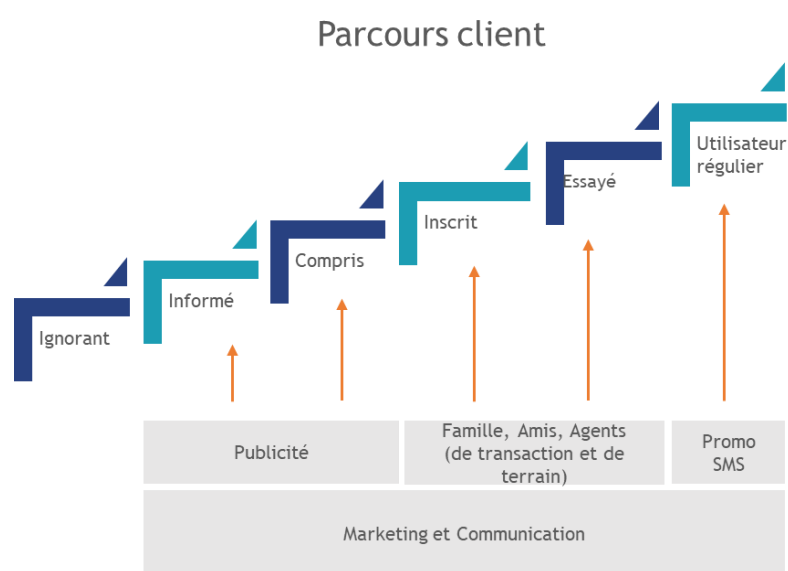 Parcours client
Utilisateur
régulier
Essayé
Inscrit
Compris
Informé
Ignorant
Publicité
Famille, Amis, Agents
(de transaction et de
terrain)
Promo
SMS
Marketing et Communication